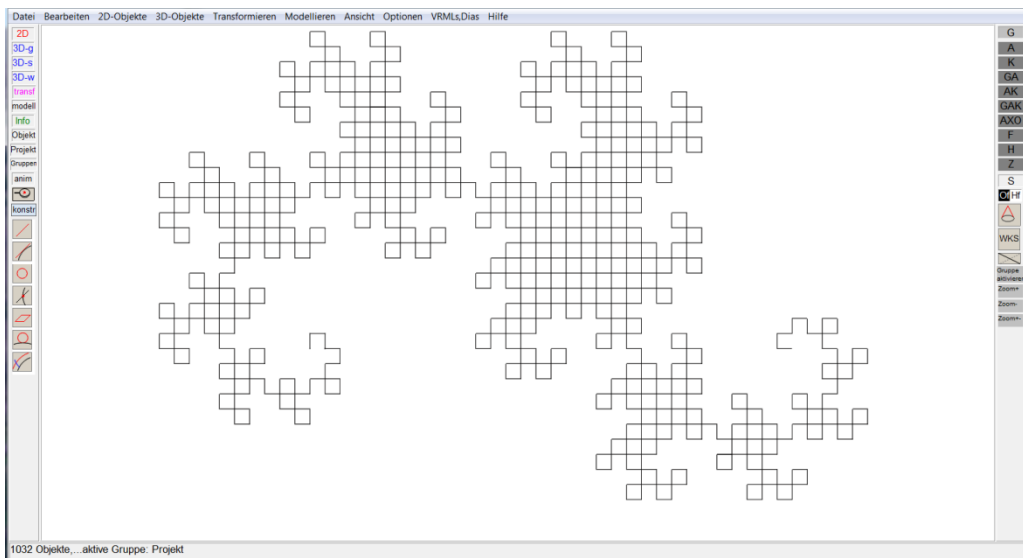 Datei Bearbeiten 2D-Objekte 3D-Objekte Transformieren Modellieren Ansicht Optionen VRMLs,Dias Hilfe
2D
3D-g
3D-s
3D-w
transf
modell
Info
Objekt
Projekt
Gruppen
anim
konstr
G
A
K
GA
AK
GAK
AXO
F
H
Z
S
Of Hf
WKS
Gruppe
aktivieren
Zoom+
Zoom-
Zoom+-
1032 Objekte,...aktive Gruppe: Projekt